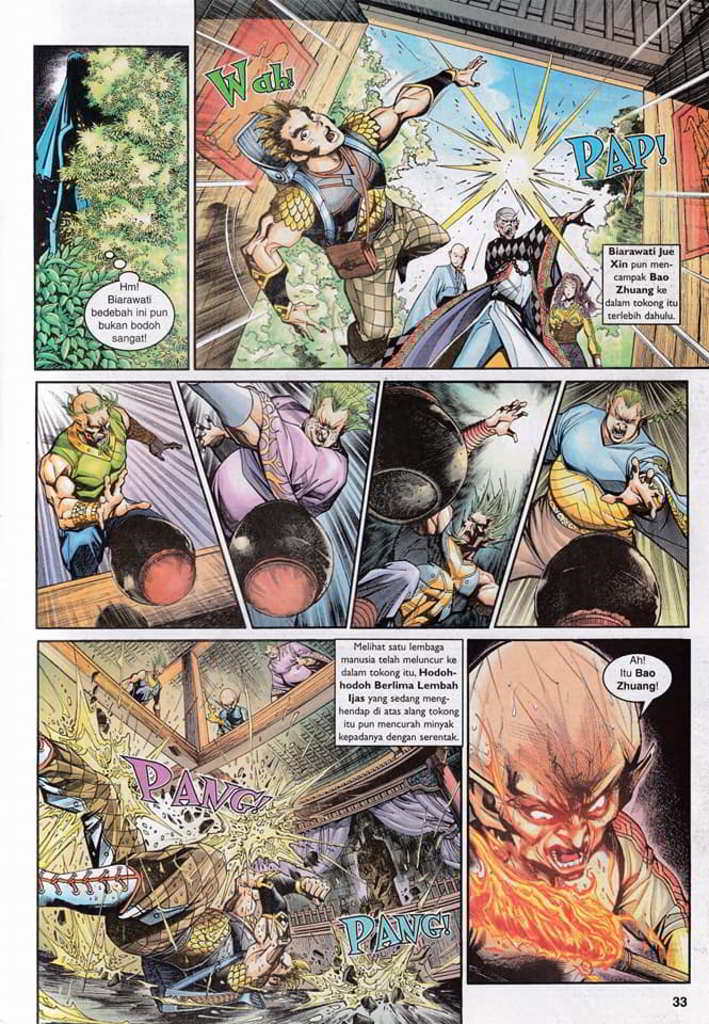 Hm!
Biarawati
bedebah ini pun
bukan bodoh
sangat!
Wah!
PAP!
Biarawati Jue
Xin pun men-
campak Bao
Zhuang ke
dalam tokong itu
terlebih dahulu.
Melihat satu lembaga
manusia telah meluncur ke
dalam tokong itu, Hodoh-
hodoh Berlima Lembah
Ijas yang sedang meng-
hendap di atas alang tokong
itu pun mencurah minyak
kepadanya dengan serentak.
PANG!
PANG!
Ah!
Itu Bao
Zhuang!
33